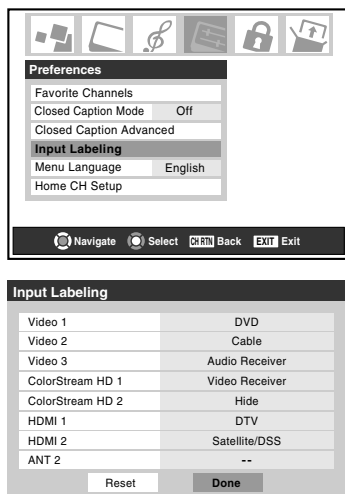 Preferences
Favorite Channels
Closed Caption Mode Off
Closed Caption Advanced
Input Labeling
Menu Language English
Home CH Setup
Navigate Select CH RTN Back EXIT Exit
Input Labeling
Video 1 DVD
Video 2 Cable
Video 3 Audio Receiver
ColorStream HD 1 Video Receiver
ColorStream HD 2 Hide
HDMI 1 DTV
HDMI 2 Satellite/DSS
ANT 2 --
Reset Done